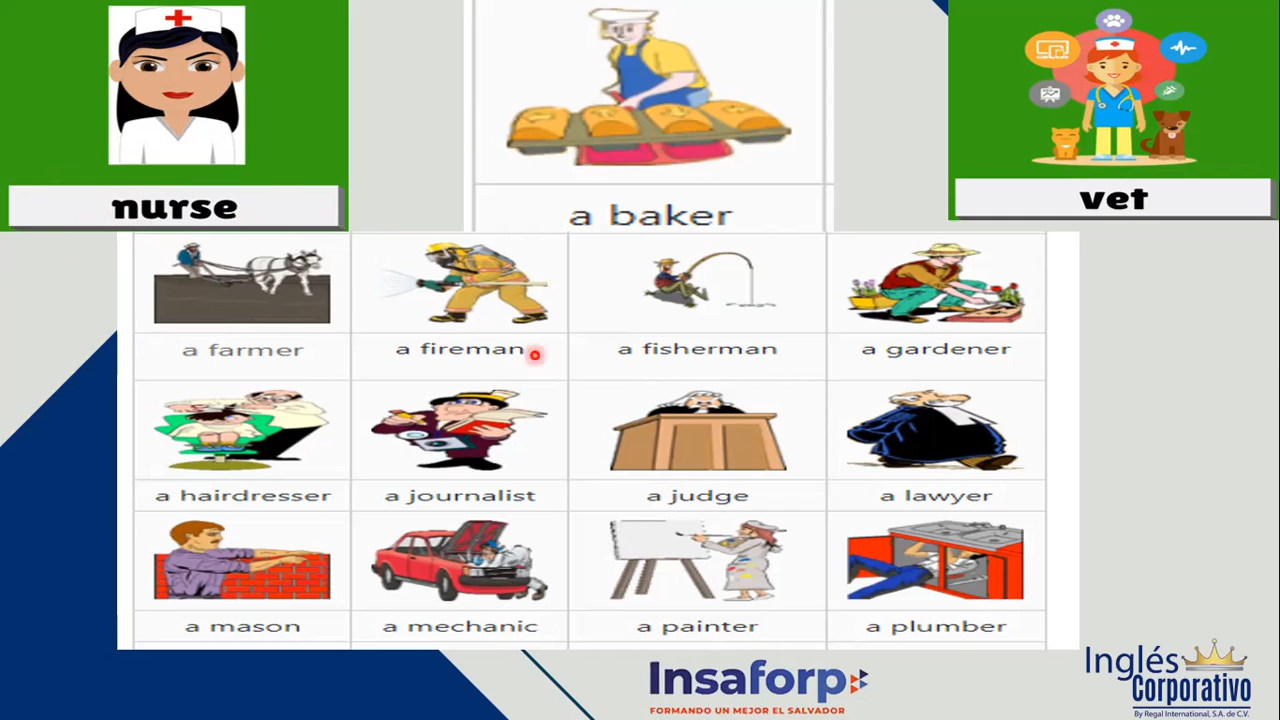 nurse
a baker
vet
a farmer
a fireman
a fisherman
a gardener
a hairdresser
a journalist
a judge
a lawyer
a mason
a mechanic
a painter
a plumber
Insaforp
FORMANDO UN MEJOR EL SALVADOR
Inglés
Corporativo
By Regal International, S.A. de C.V.